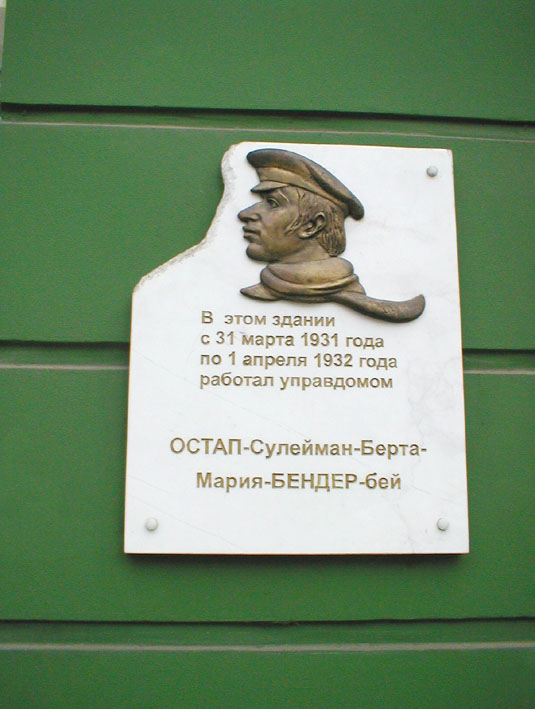 В этом здании
с 31 марта 1931 года
по 1 апреля 1932 года
работал управдомом
ОСТАП-Сулейман-Берта-
Мария-БЕНДЕР-бей